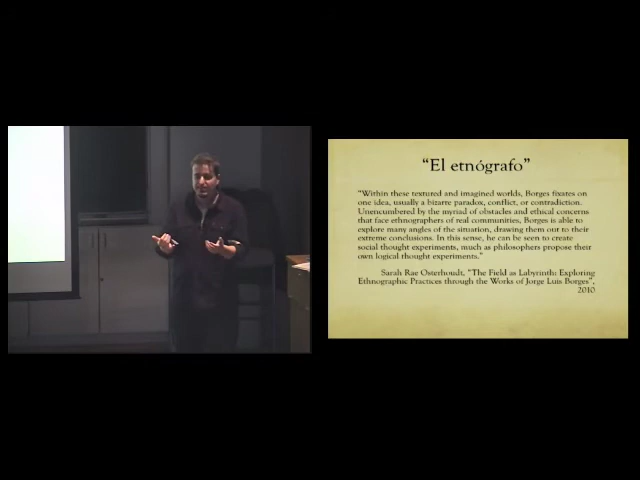 “El etnógrafo”
“Within these textured and imagined worlds, Borges fixates on
one idea, usually a bizarre paradox, conflict, or contradiction.
Unencumbered by the myriad of obstacles and ethical concerns
that face ethnographers of real communities, Borges is able to
explore many angles of the situation, drawing them out to their
extreme conclusions. In this sense, he can be seen to create
social thought experiments, much as philosophers propose their
own logical thought experiments.”
Sarah Rae Osterhoudt, “The Field as Labyrinth: Exploring
Ethnographic Practices through the Works of Jorge Luis Borges”,
2010